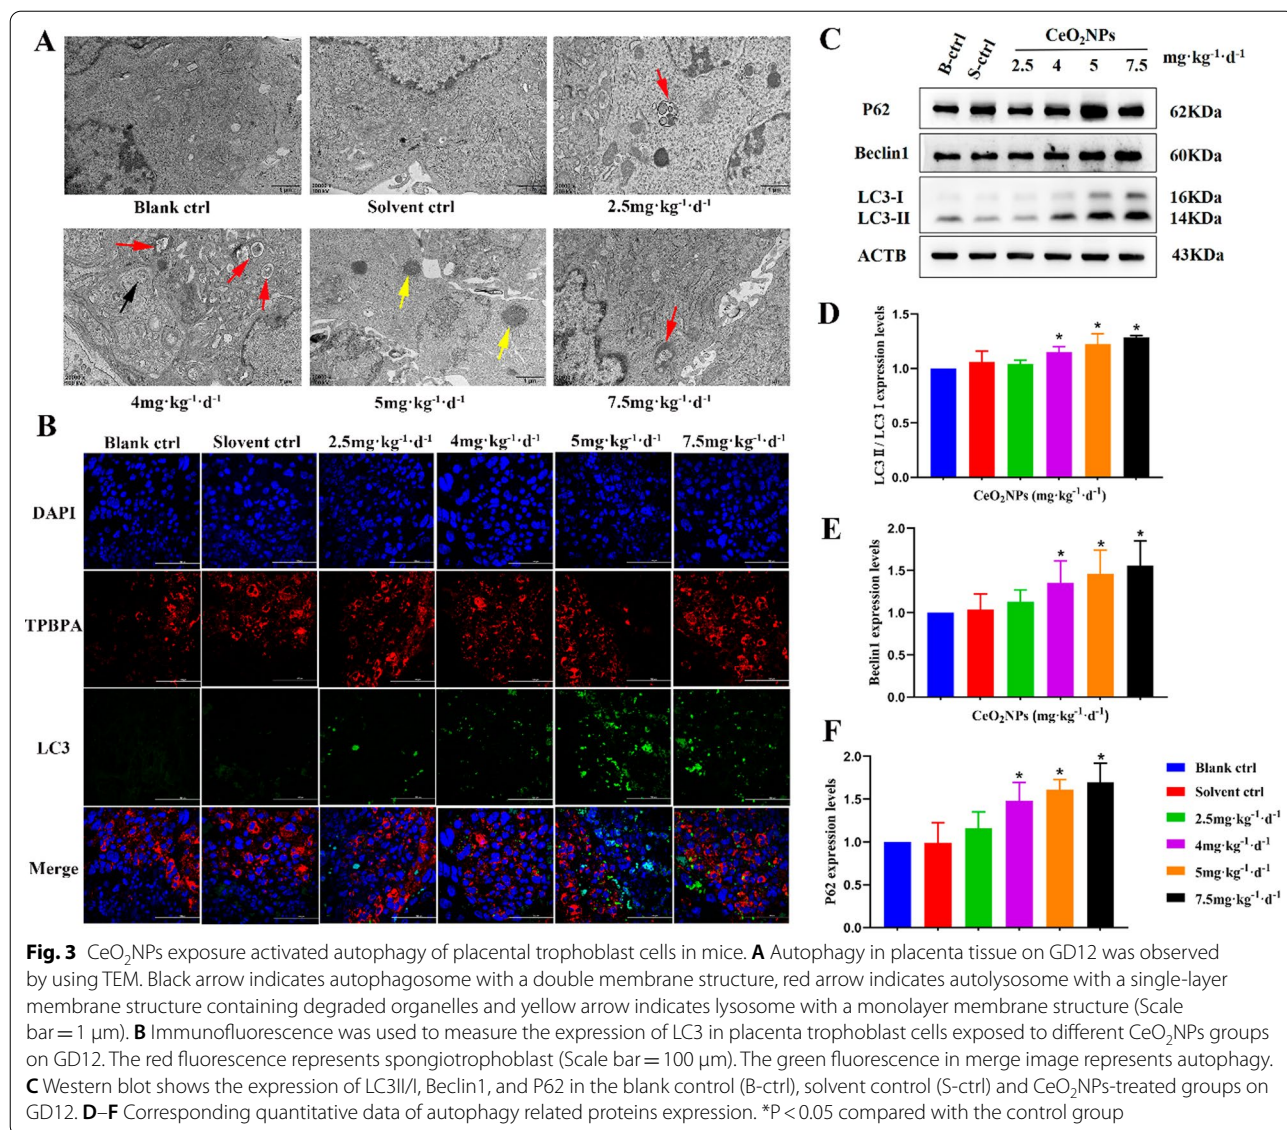 A
Blank ctrl
Solvent ctrl
2.5mg·kg⁻¹·d⁻¹
1 μm
4mg·kg⁻¹·d⁻¹
5mg·kg⁻¹·d⁻¹
7.5mg·kg⁻¹·d⁻¹
B
Blank ctrl
Slovent ctrl
2.5mg·kg⁻¹·d⁻¹
4mg·kg⁻¹·d⁻¹
5mg·kg⁻¹·d⁻¹
7.5mg·kg⁻¹·d⁻¹
DAPI
TPBPA
LC3
Merge
C
CeO₂NPs
B-ctrl S-ctrl 2.5 4 5 7.5 mg·kg⁻¹·d⁻¹
P62 62KDa
Beclin1 60KDa
LC3-I 16KDa
LC3-II 14KDa
ACTB 43KDa
D
LC3 II / LC3 I expression levels
1.5
1.0
0.5
0.0
* * *
CeO₂NPs (mg·kg⁻¹·d⁻¹)
E
Beclin1 expression levels
2.0
1.5
1.0
0.5
0.0
* * *
CeO₂NPs (mg·kg⁻¹·d⁻¹)
F
P62 expression levels
2.0
1.5
1.0
0.5
0.0
* * *
Blank ctrl
Solvent ctrl
2.5mg·kg⁻¹·d⁻¹
4mg·kg⁻¹·d⁻¹
5mg·kg⁻¹·d⁻¹
7.5mg·kg⁻¹·d⁻¹
Fig. 3 CeO₂NPs exposure activated autophagy of placental trophoblast cells in mice. A Autophagy in placenta tissue on GD12 was observed
by using TEM. Black arrow indicates autophagosome with a double membrane structure, red arrow indicates autolysosome with a single-layer
membrane structure containing degraded organelles and yellow arrow indicates lysosome with a monolayer membrane structure (Scale
bar = 1 μm). B Immunofluorescence was used to measure the expression of LC3 in placenta trophoblast cells exposed to different CeO₂NPs groups
on GD12. The red fluorescence represents spongiotrophoblast (Scale bar = 100 μm). The green fluorescence in merge image represents autophagy.
C Western blot shows the expression of LC3II/I, Beclin1, and P62 in the blank control (B-ctrl), solvent control (S-ctrl) and CeO₂NPs-treated groups on
GD12. D–F Corresponding quantitative data of autophagy related proteins expression. *P < 0.05 compared with the control group